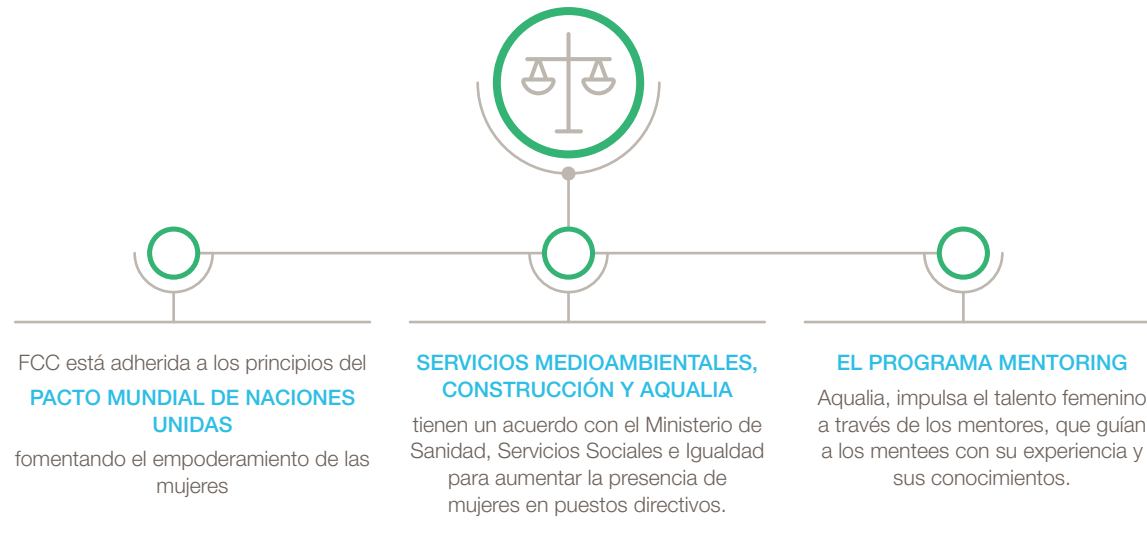 FCC está adherida a los principios del
PACTO MUNDIAL DE NACIONES
UNIDAS
fomentando el empoderamiento de las
mujeres
SERVICIOS MEDIOAMBIENTALES,
CONSTRUCCIÓN Y AQUALIA
tienen un acuerdo con el Ministerio de
Sanidad, Servicios Sociales e Igualdad
para aumentar la presencia de
mujeres en puestos directivos.
EL PROGRAMA MENTORING
Aqualia, impulsa el talento femenino
a través de los mentores, que guían
a los mentees con su experiencia y
sus conocimientos.